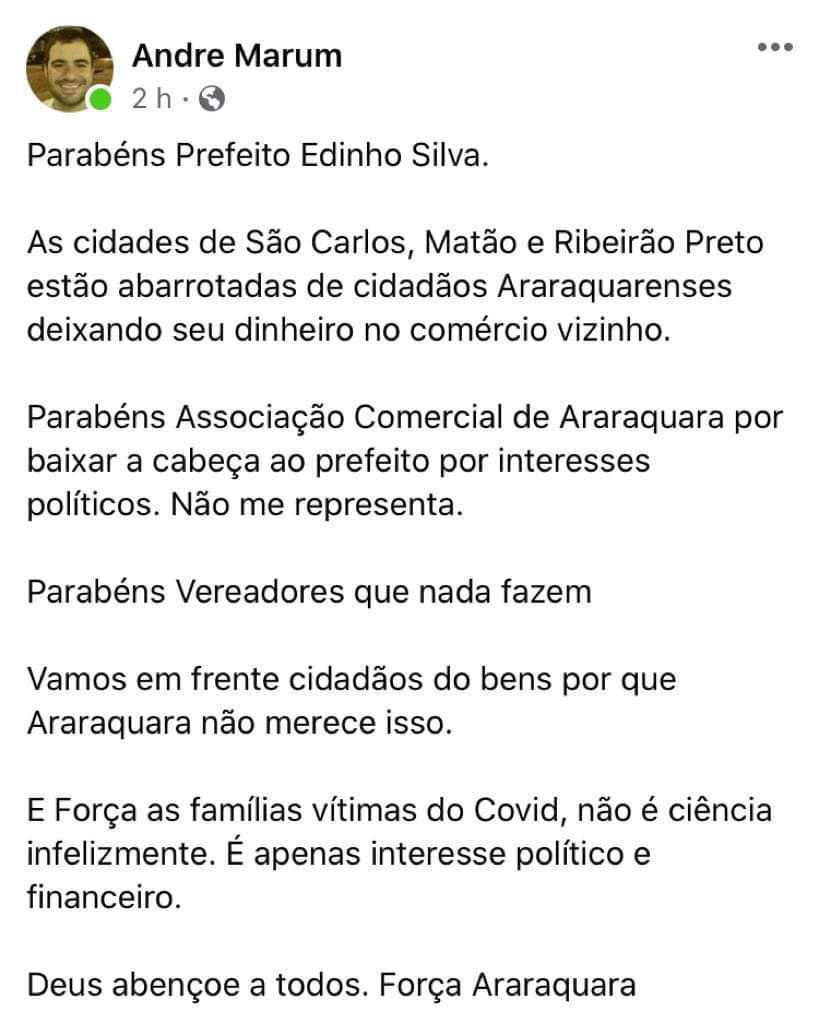 Andre Marum
2 h ·
Parabéns Prefeito Edinho Silva.
As cidades de São Carlos, Matão e Ribeirão Preto
estão abarrotadas de cidadãos Araraquarenses
deixando seu dinheiro no comércio vizinho.
Parabéns Associação Comercial de Araraquara por
baixar a cabeça ao prefeito por interesses
políticos. Não me representa.
Parabéns Vereadores que nada fazem
Vamos em frente cidadãos do bens por que
Araraquara não merece isso.
E Força as famílias vítimas do Covid, não é ciência
infelizmente. É apenas interesse político e
financeiro.
Deus abençoe a todos. Força Araraquara